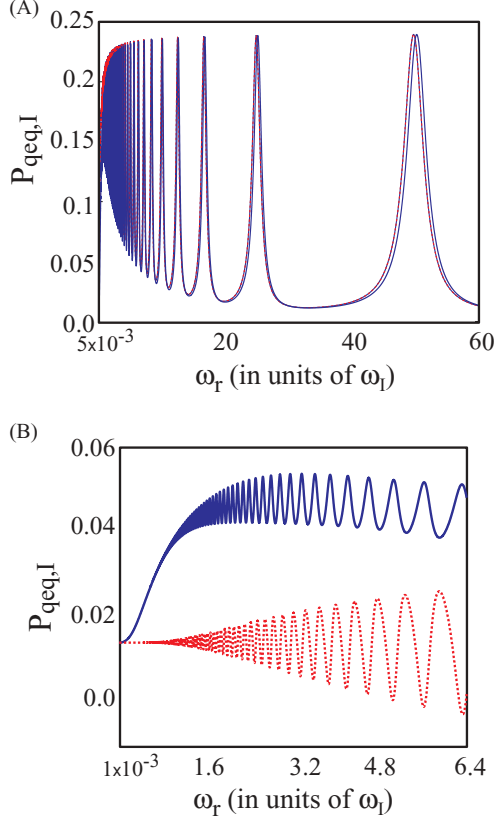 (A)
0.25
0.20
0.15
0.1
0.05
0.0
P_qeq,I
5x10⁻³ 20 40 60
ω_r (in units of ω_I)
(B)
0.06
0.04
0.02
0.0
P_qeq,I
1x10⁻³ 1.6 3.2 4.8 6.4
ω_r (in units of ω_I)